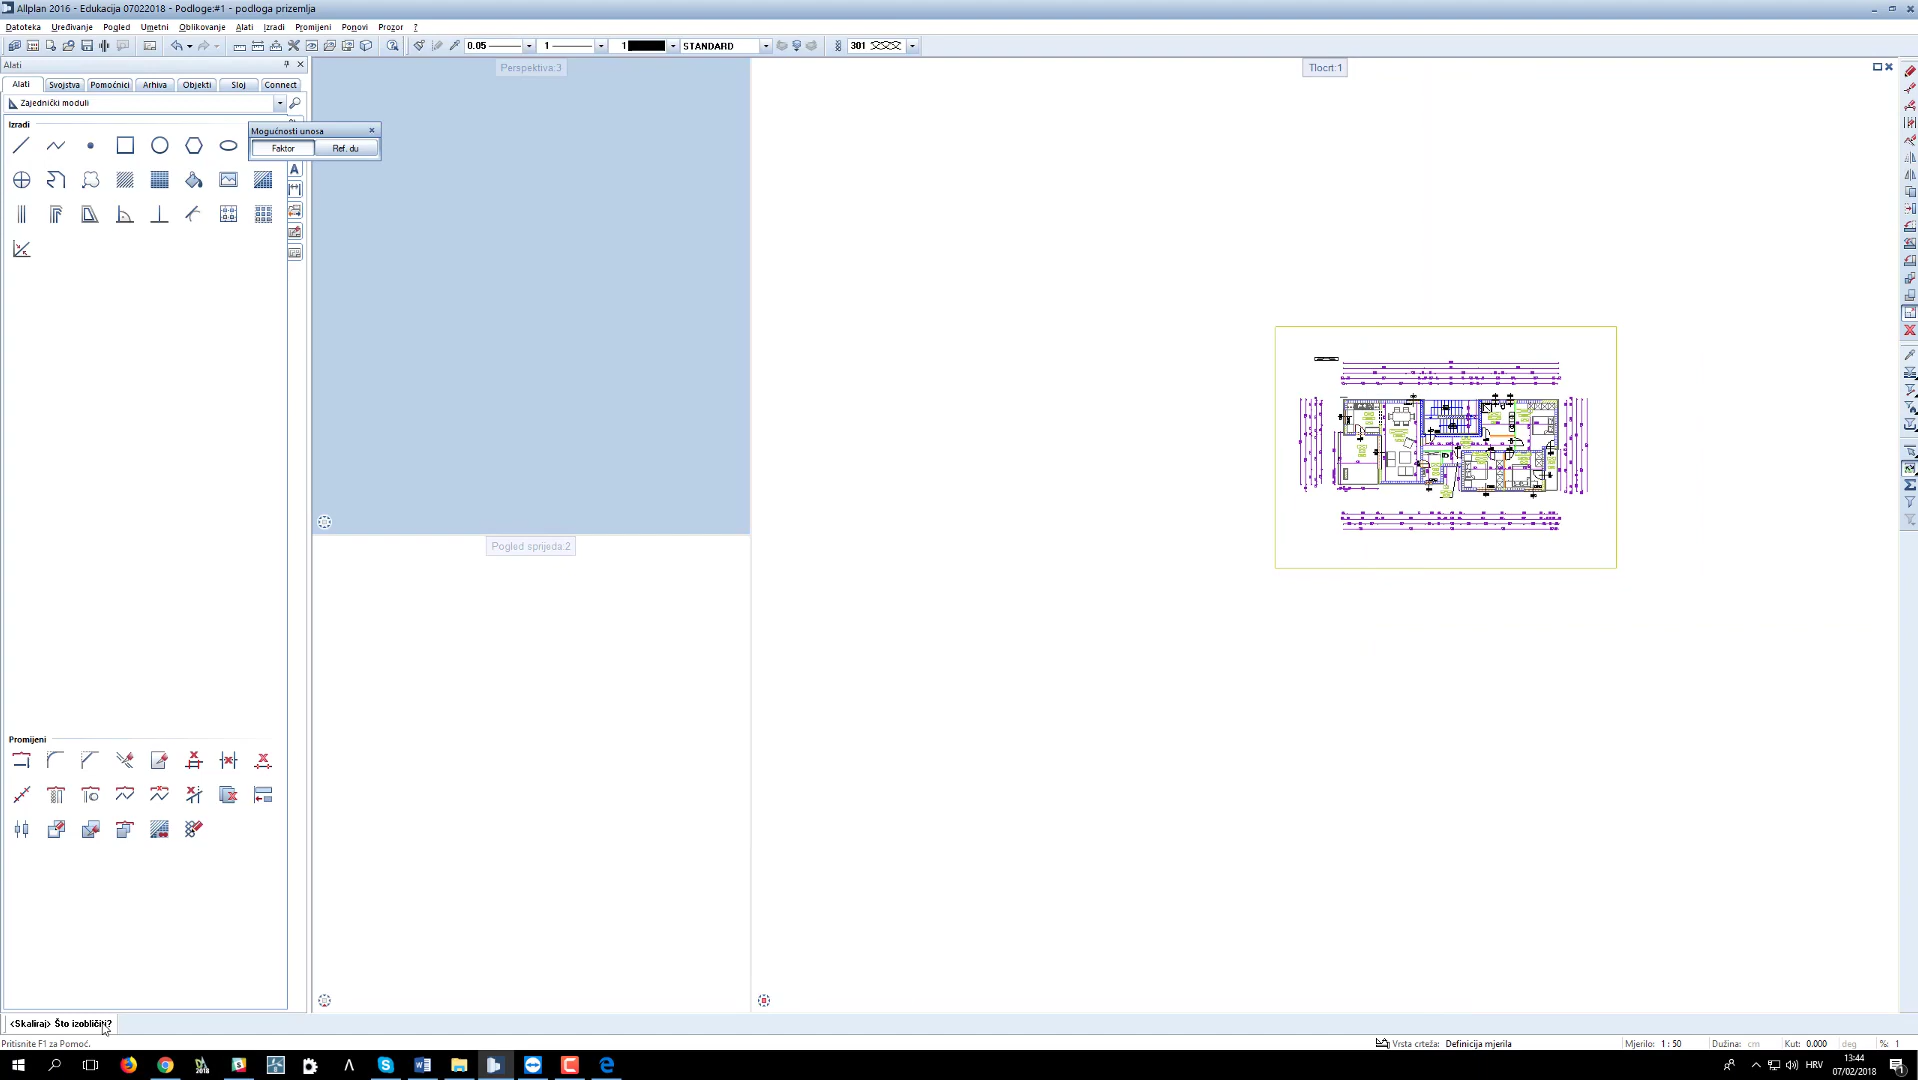 Allplan 2016 - Edukacija 07022018 - Podloge:#1 - podloga prizemlja
Datoteka Uređivanje Pogled Umetni Oblikovanje Alati Izradi Promijeni Ponovi Prozor ?
0.05 1 1 STANDARD 301
Alati
Alati Svojstva Pomoćnici Arhiva Objekti Sloj Connect
Zajednički moduli
Izradi
Mogućnosti unosa
Faktor Ref. du
Perspektiva:3
Tlocrt:1
Pogled sprijeda:2
Promijeni
<Skaliraj> Što izobličiti?
Pritisnite F1 za Pomoć.
Vrsta crteža: Definicija mjerila Mjerilo: 1 : 50 Dužina: cm Kut: 0.000 deg %: 1
HRV
13:44
07/02/2018